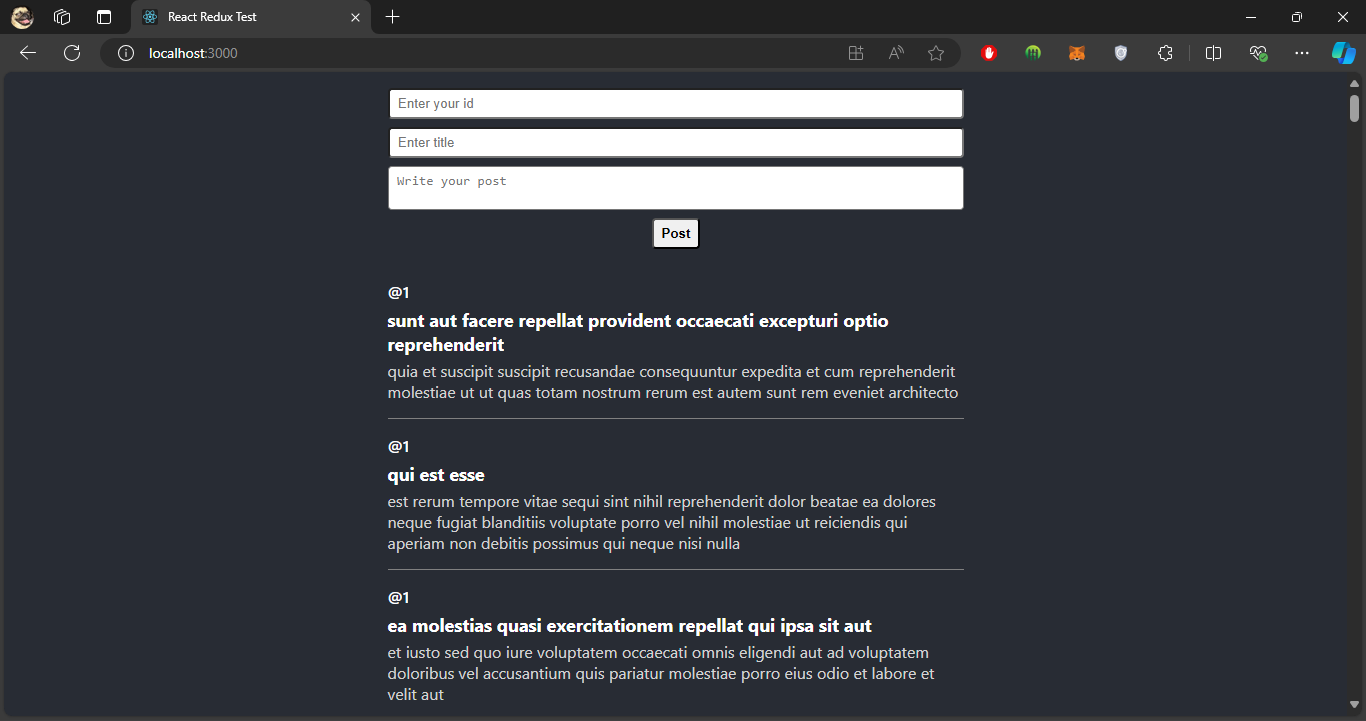 React Redux Test
localhost:3000
Enter your id
Enter title
Write your post
Post
@1
sunt aut facere repellat provident occaecati excepturi optio
reprehenderit
quia et suscipit suscipit recusandae consequuntur expedita et cum reprehenderit
molestiae ut ut quas totam nostrum rerum est autem sunt rem eveniet architecto
@1
qui est esse
est rerum tempore vitae sequi sint nihil reprehenderit dolor beatae ea dolores
neque fugiat blanditiis voluptate porro vel nihil molestiae ut reiciendis qui
aperiam non debitis possimus qui neque nisi nulla
@1
ea molestias quasi exercitationem repellat qui ipsa sit aut
et iusto sed quo iure voluptatem occaecati omnis eligendi aut ad voluptatem
doloribus vel accusantium quis pariatur molestiae porro eius odio et labore et
velit aut